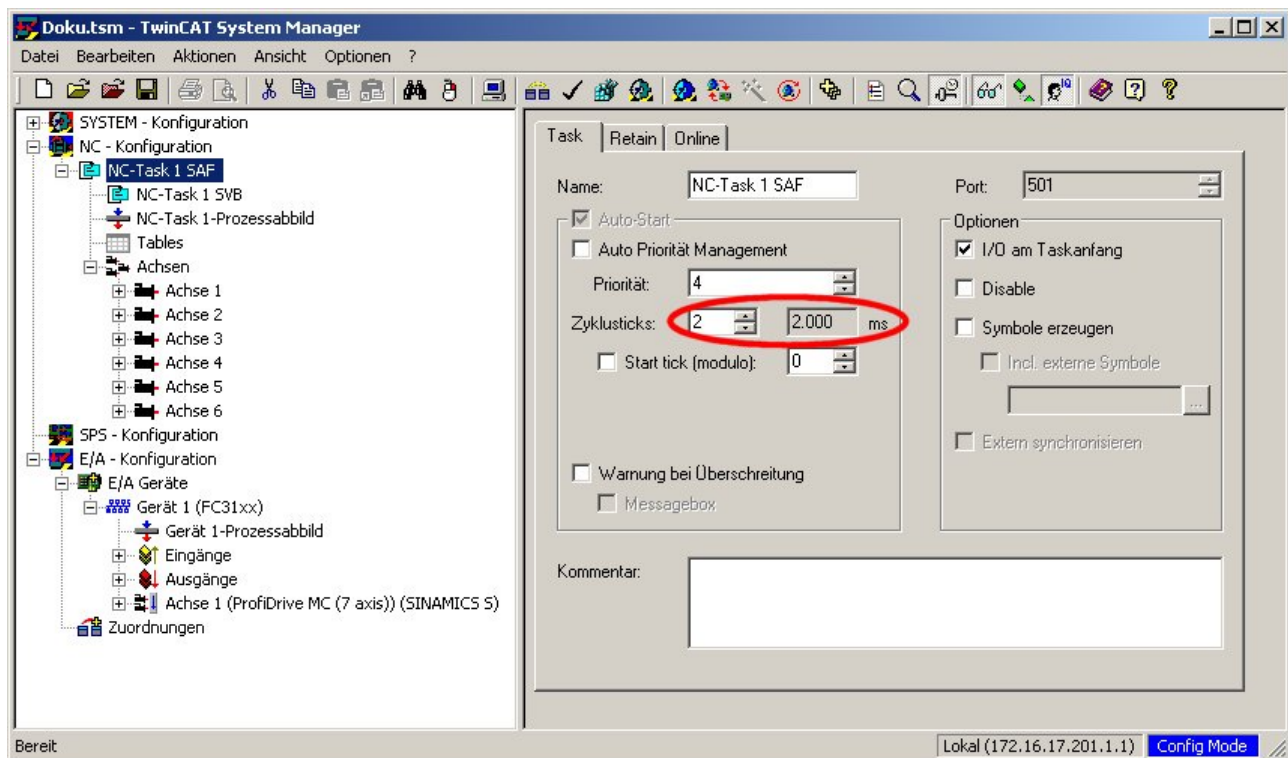 Doku.tsm - TwinCAT System Manager
Datei Bearbeiten Aktionen Ansicht Optionen ?
SYSTEM - Konfiguration
NC - Konfiguration
NC-Task 1 SAF
NC-Task 1 SVB
NC-Task 1-Prozessabbild
Tables
Achsen
Achse 1
Achse 2
Achse 3
Achse 4
Achse 5
Achse 6
SPS - Konfiguration
E/A - Konfiguration
E/A Geräte
Gerät 1 (FC31xx)
Gerät 1-Prozessabbild
Eingänge
Ausgänge
Achse 1 (ProfiDrive MC (7 axis)) (SINAMICS S)
Zuordnungen
Task Retain Online
Name: NC-Task 1 SAF
Port: 501
Auto-Start
Auto Priorität Management
Priorität: 4
Zyklusticks: 2 2.000 ms
Start tick (modulo): 0
Warnung bei Überschreitung
Messagebox
Optionen
I/O am Taskanfang
Disable
Symbole erzeugen
Incl. externe Symbole
...
Extern synchronisieren
Kommentar:
Bereit
Lokal (172.16.17.201.1.1) Config Mode